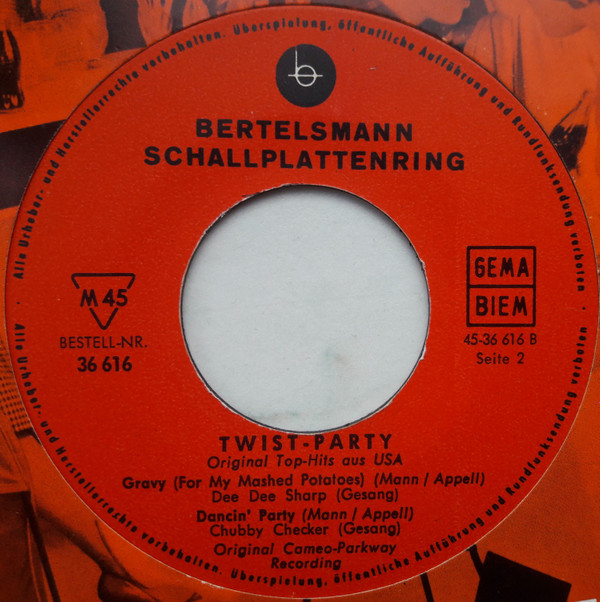 Alle Urheber- und Herstellerrechte vorbehalten. Überspielung, öffentliche Aufführung und Rundfunksendung verboten
b
BERTELSMANN
SCHALLPLATTENRING
M 45
BESTELL-NR.
36 616
GEMA
BIEM
45-36 616 B
Seite 2
TWIST-PARTY
Original Top-Hits aus USA
Gravy (For My Mashed Potatoes) (Mann / Appell)
Dee Dee Sharp (Gesang)
Dancin' Party (Mann / Appell)
Chubby Checker (Gesang)
Original Cameo-Parkway
Recording
Alle Urheber- und Herstellerrechte vorbehalten. Überspielung, öffentliche Aufführung und Rundfunksendung verboten